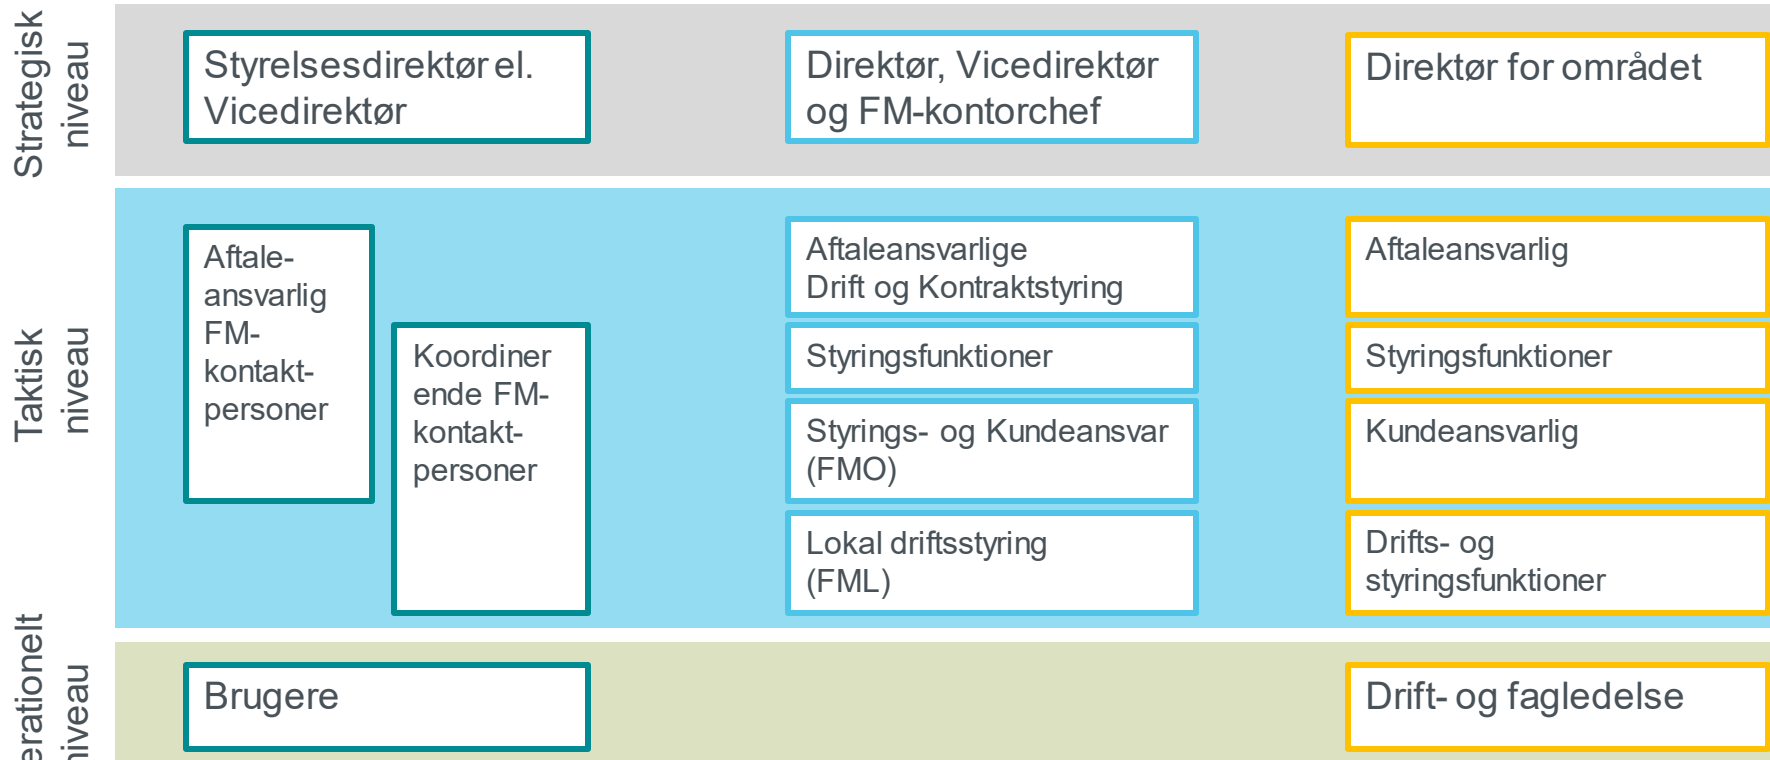 Strategisk
niveau
Styrelsesdirektør el.
Vicedirektør
Direktør, Vicedirektør
og FM-kontorchef
Direktør for området
Taktisk
niveau
Aftale-
ansvarlig
FM-
kontakt-
personer
Koordiner
ende FM-
kontakt-
personer
Aftaleansvarlige
Drift og Kontraktstyring
Styringsfunktioner
Styrings- og Kundeansvar
(FMO)
Lokal driftsstyring
(FML)
Aftaleansvarlig
Styringsfunktioner
Kundeansvarlig
Drifts- og
styringsfunktioner
erationelt
niveau
Brugere
Drift- og fagledelse